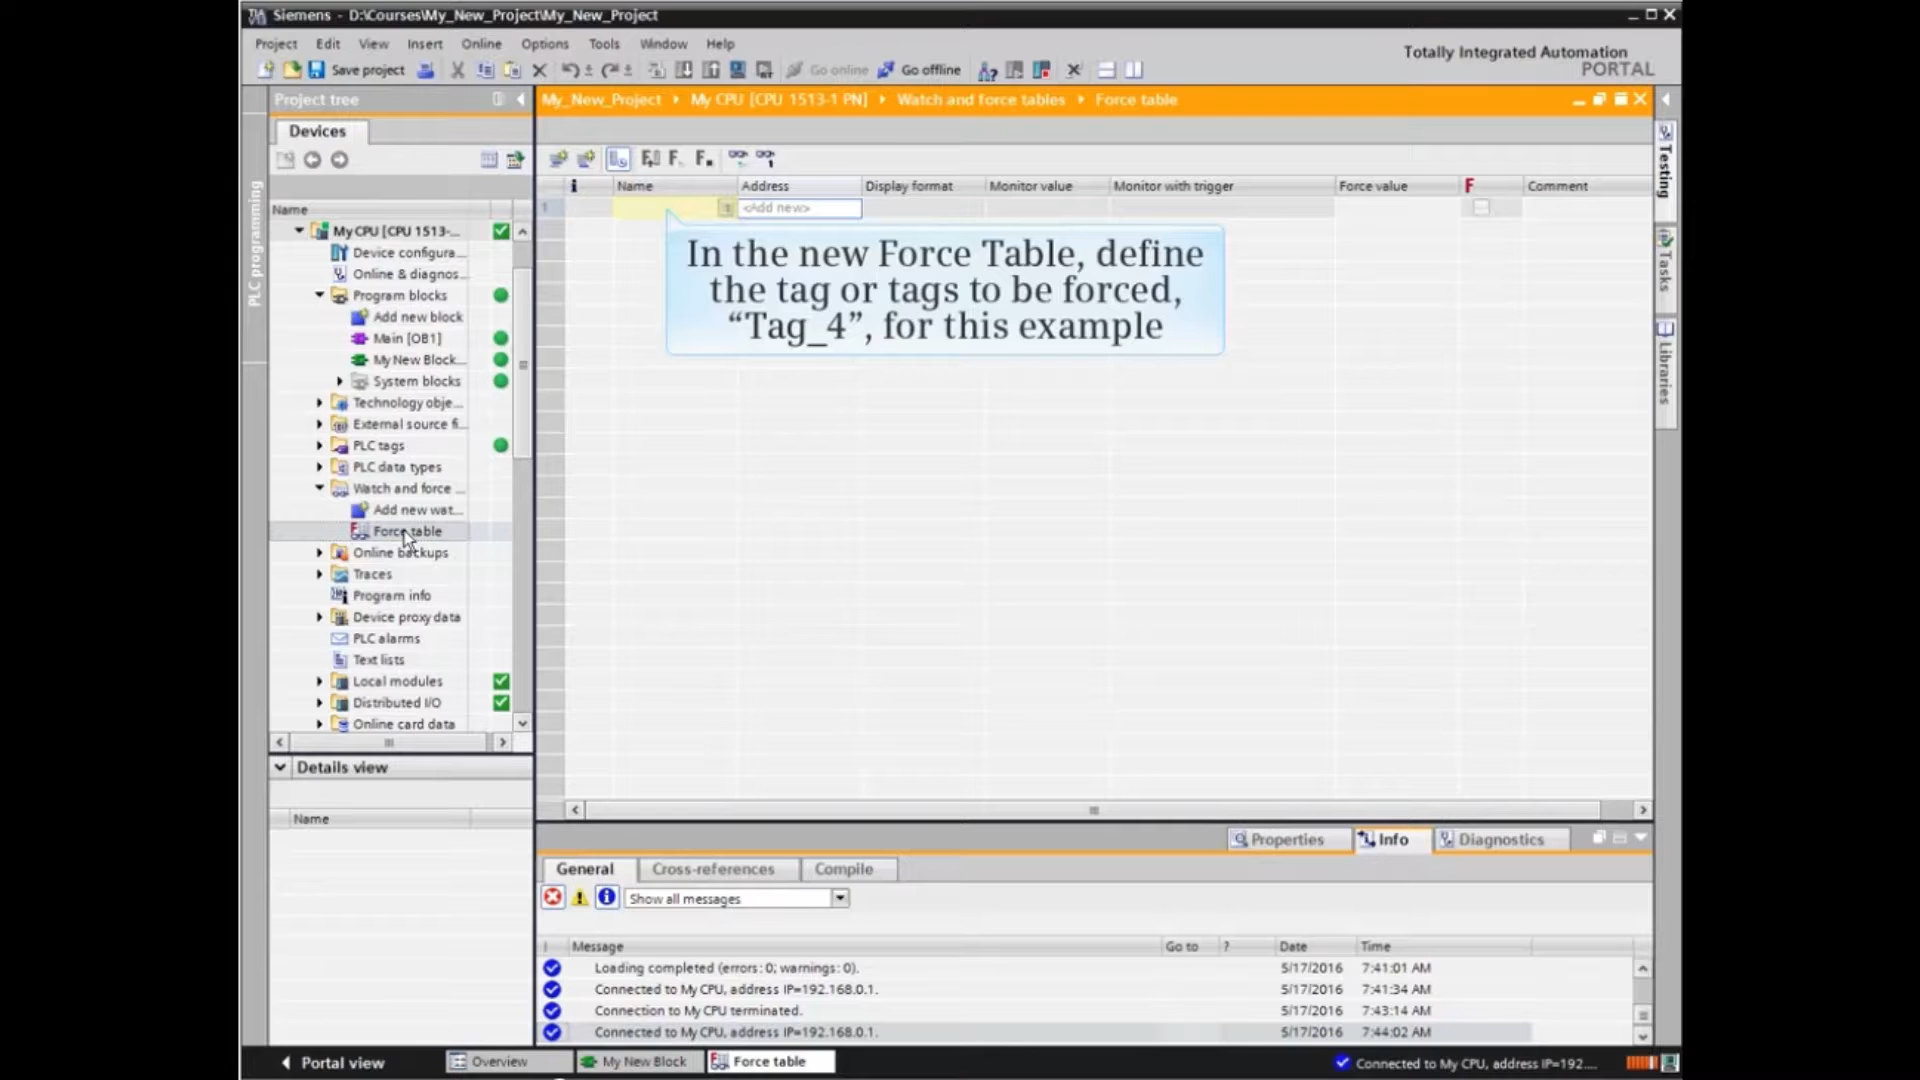 Siemens - D:\Courses\My_New_Project\My_New_Project
Project Edit View Insert Online Options Tools Window Help
Totally Integrated Automation
PORTAL
Save project Go online Go offline
Project tree
My_New_Project My CPU [CPU 1513-1 PN] Watch and force tables Force table
Devices
PLC programming
Name
My CPU [CPU 1513-...
Device configura...
Online & diagnos...
Program blocks
Add new block
Main [OB1]
My New Block...
System blocks
Technology obje...
External source fi...
PLC tags
PLC data types
Watch and force ...
Add new wat...
Force table
Online backups
Traces
Program info
Device proxy data
PLC alarms
Text lists
Local modules
Distributed I/O
Online card data
Details view
Name
i Name Address Display format Monitor value Monitor with trigger Force value F Comment
1 <Add new>
In the new Force Table, define
the tag or tags to be forced,
“Tag_4”, for this example
Testing
Tasks
Libraries
Properties Info Diagnostics
General Cross-references Compile
Show all messages
! Message Go to ? Date Time
Loading completed (errors: 0; warnings: 0). 5/17/2016 7:41:01 AM
Connected to My CPU, address IP=192.168.0.1. 5/17/2016 7:41:34 AM
Connection to My CPU terminated. 5/17/2016 7:43:14 AM
Connected to My CPU, address IP=192.168.0.1. 5/17/2016 7:44:02 AM
Portal view Overview My New Block Force table Connected to My CPU, address IP=192....